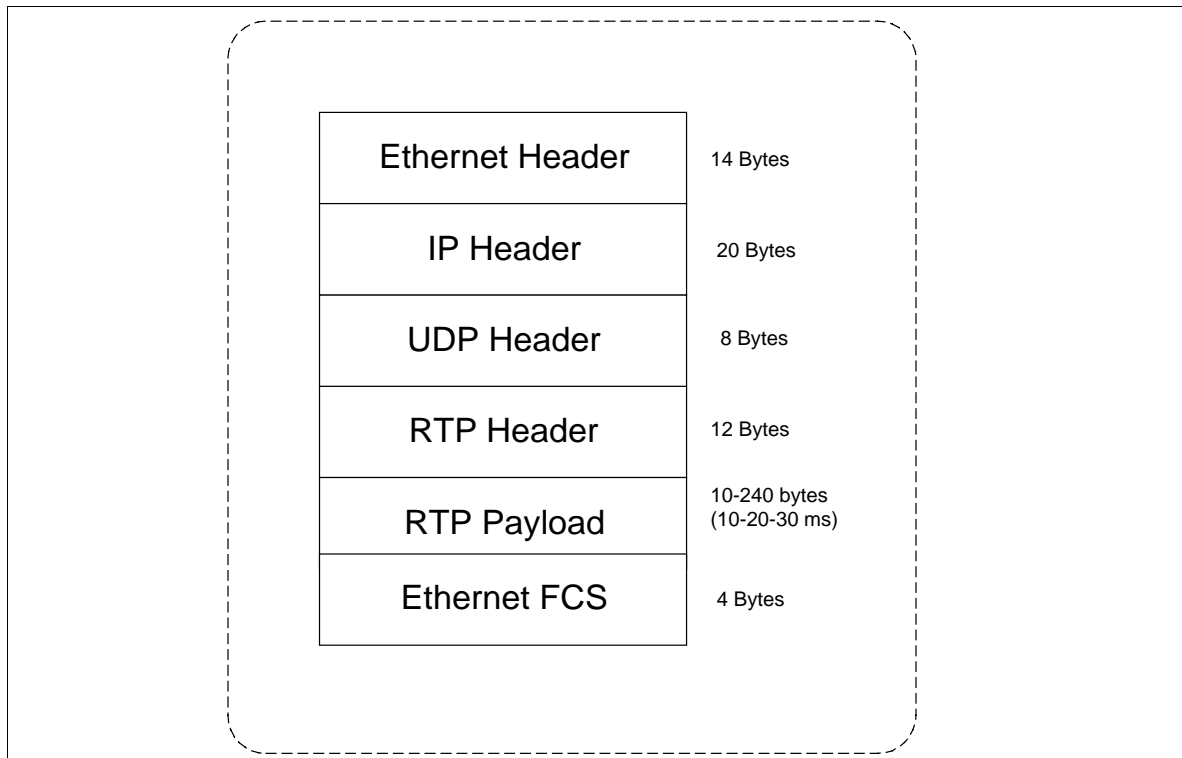 Ethernet Header
14 Bytes
IP Header
20 Bytes
UDP Header
8 Bytes
RTP Header
12 Bytes
RTP Payload
10-240 bytes
(10-20-30 ms)
Ethernet FCS
4 Bytes